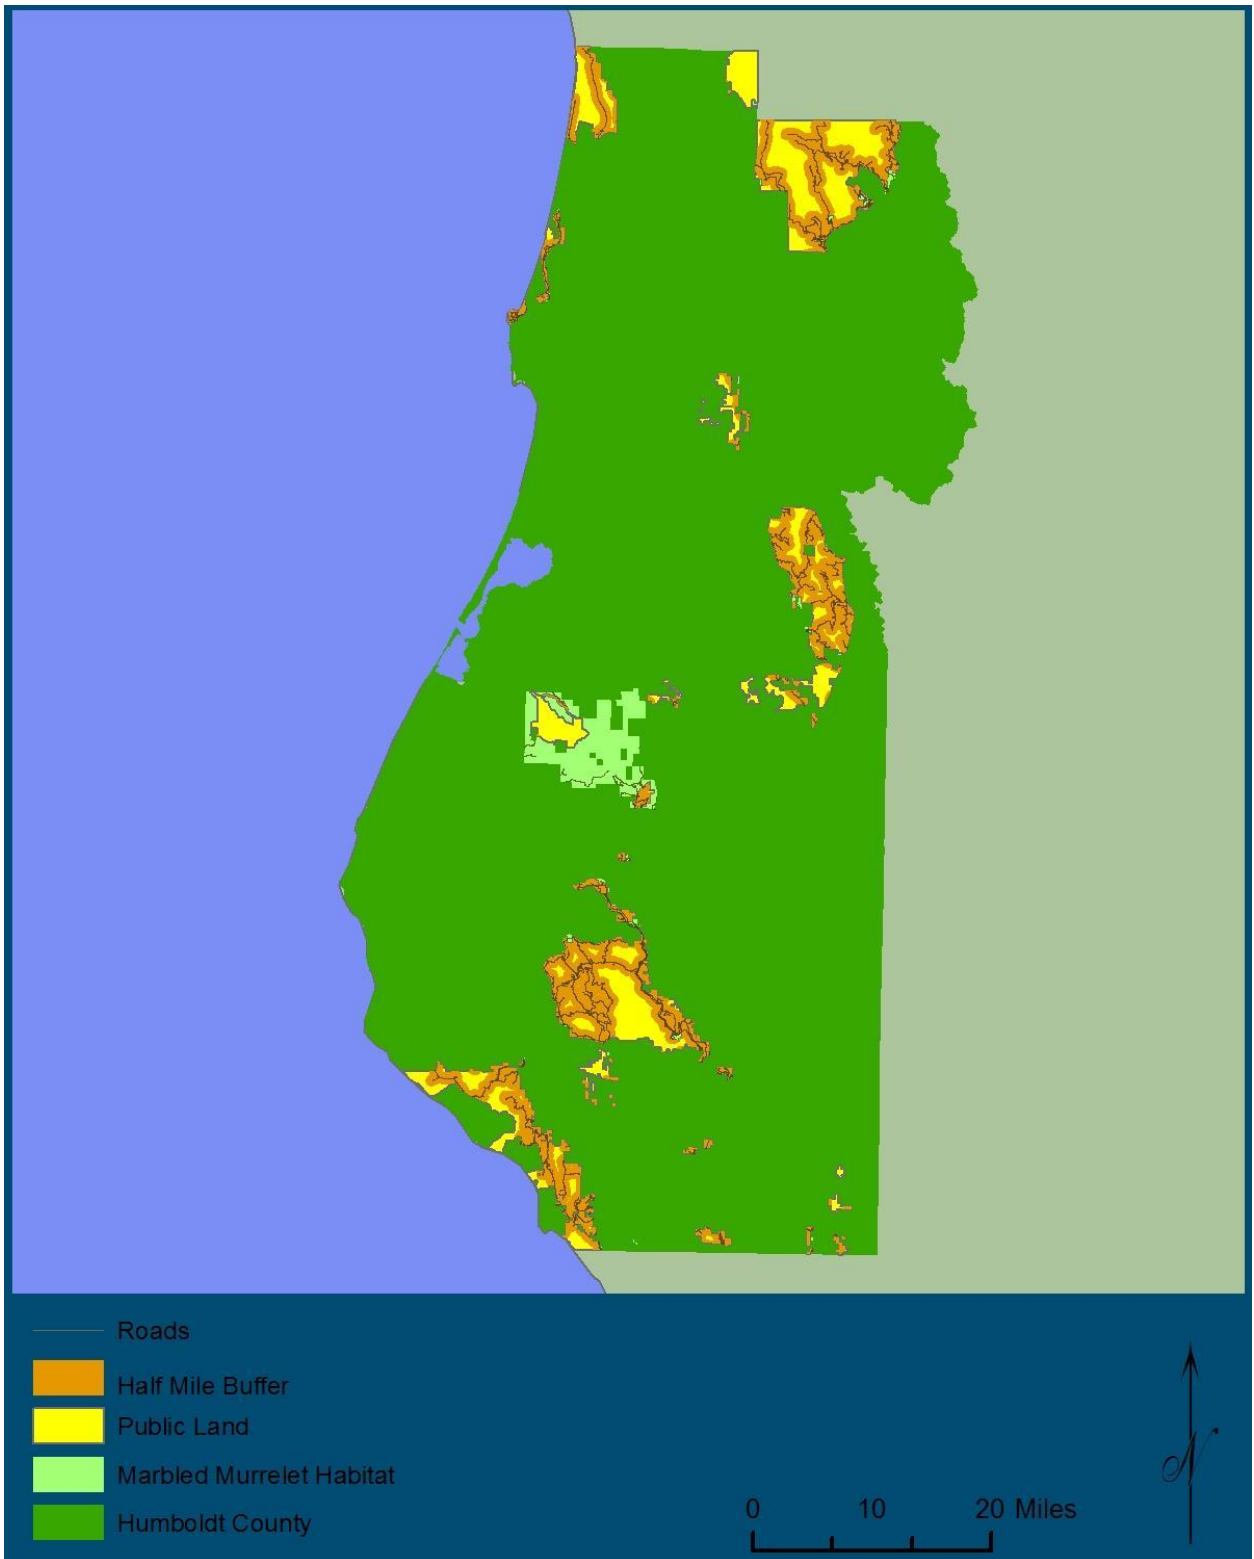 Roads
Half Mile Buffer
Public Land
Marbled Murrelet Habitat
Humboldt County
0 10 20 Miles
N